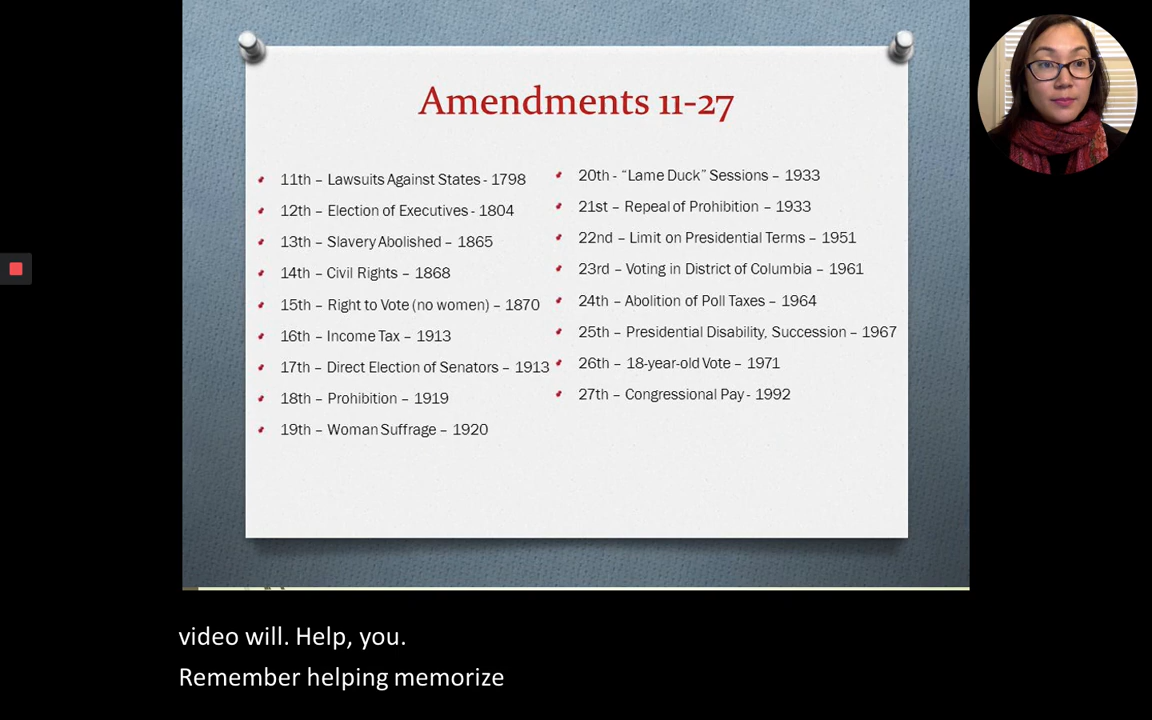 Amendments 11-27
11th – Lawsuits Against States - 1798
12th – Election of Executives - 1804
13th – Slavery Abolished – 1865
14th – Civil Rights – 1868
15th – Right to Vote (no women) – 1870
16th – Income Tax – 1913
17th – Direct Election of Senators – 1913
18th – Prohibition – 1919
19th – Woman Suffrage – 1920
20th - “Lame Duck” Sessions – 1933
21st – Repeal of Prohibition – 1933
22nd – Limit on Presidential Terms – 1951
23rd – Voting in District of Columbia – 1961
24th – Abolition of Poll Taxes – 1964
25th – Presidential Disability, Succession – 1967
26th – 18-year-old Vote – 1971
27th – Congressional Pay - 1992
video will. Help, you.
Remember helping memorize